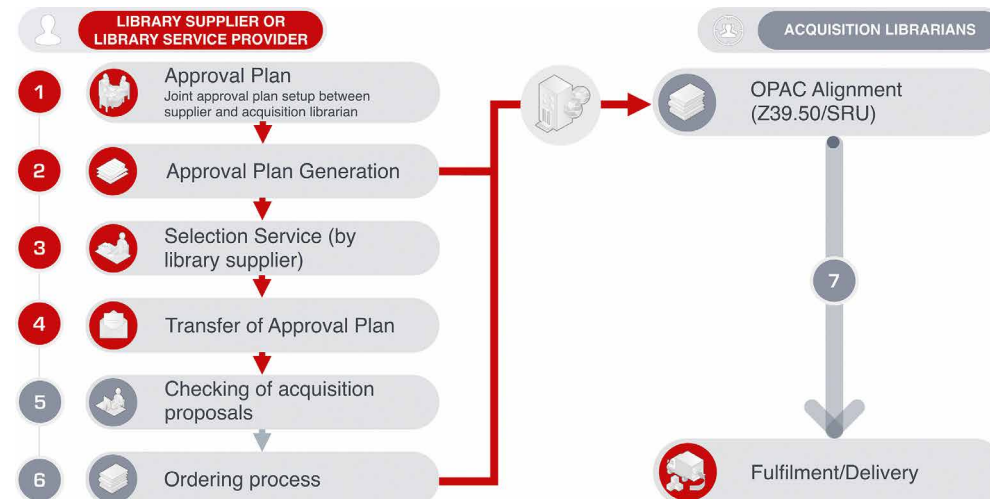 LIBRARY SUPPLIER OR
LIBRARY SERVICE PROVIDER
ACQUISITION LIBRARIANS
1
Approval Plan
Joint approval plan setup between
supplier and acquisition librarian
OPAC Alignment
(Z39.50/SRU)
2
Approval Plan Generation
3
Selection Service (by
library supplier)
7
4
Transfer of Approval Plan
5
Checking of acquisition
proposals
6
Ordering process
Fulfilment/Delivery